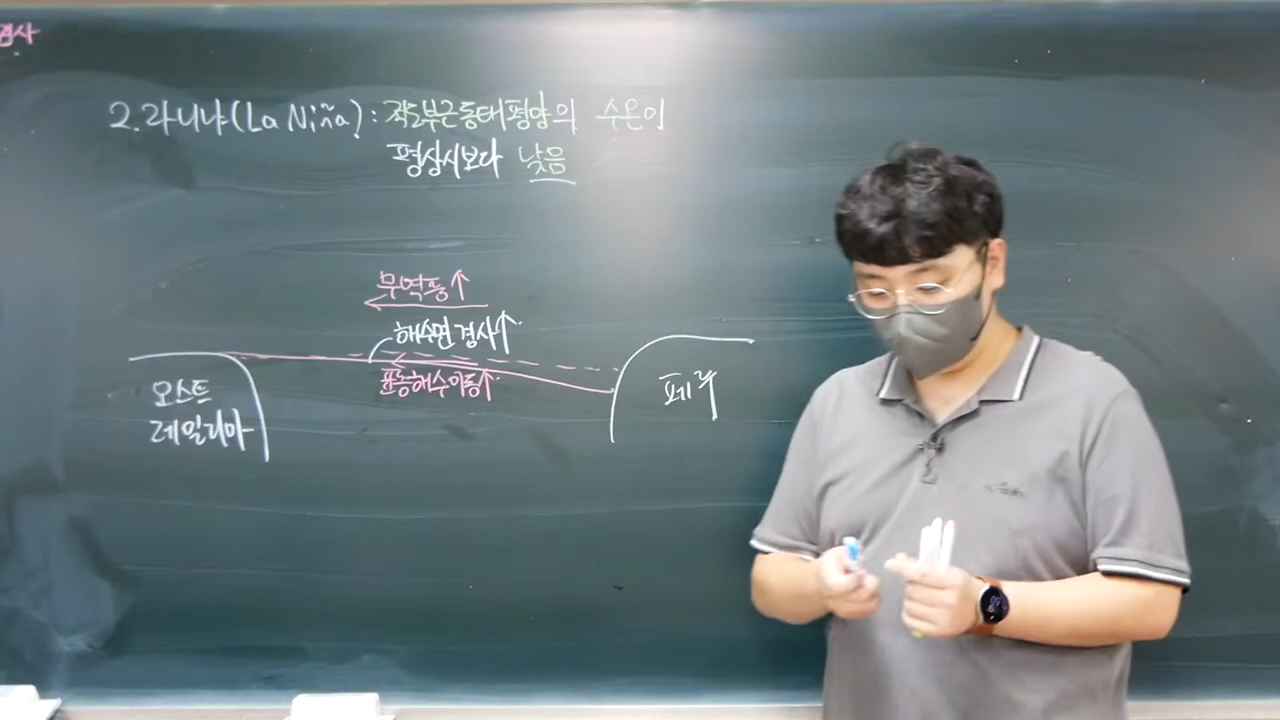 경사
2. 라니냐(La Niña) : 적도부근 동태평양의 수온이
평상시보다 낮음
무역풍↑
해수면 경사↑
표층해수이동↑
오스트
레일리아
페루